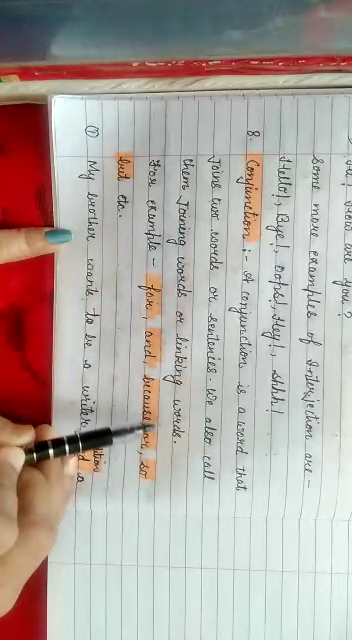 How are you?
Some more examples of Interjection are -
Hello!, Bye!, oops!, Hey!, shhh!
8. Conjunction :- A conjunction is a word that
joins two words or sentences. We also call
them Joining words or linking words.
For example - for, and, because, or, so
but etc.
① My brother wants to be a writer a